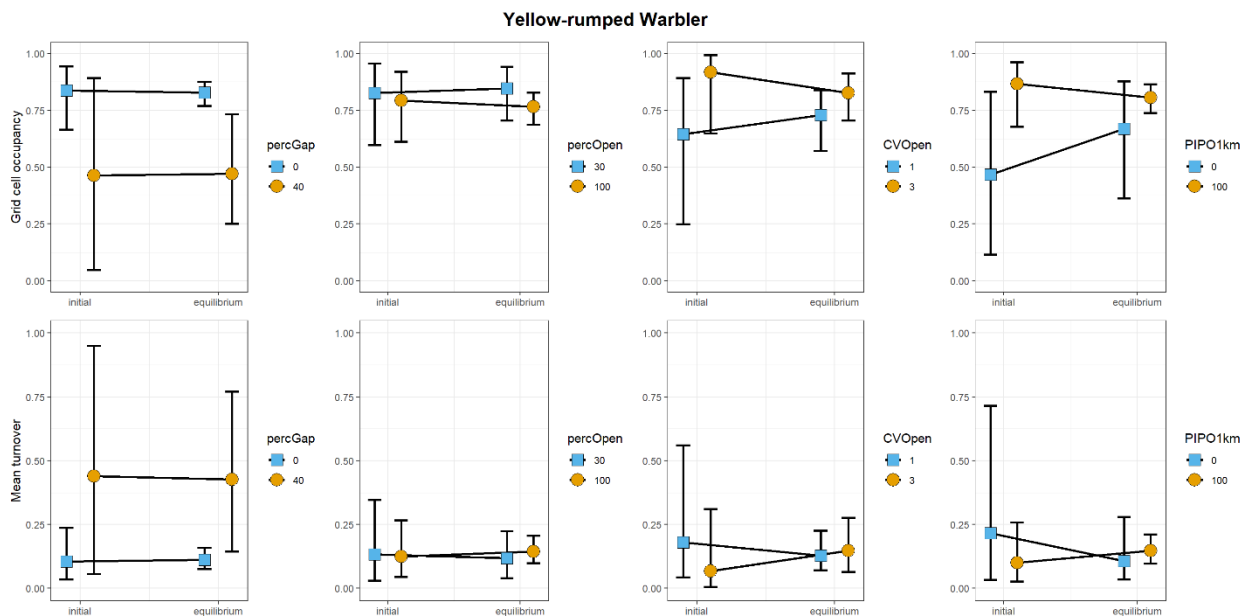 Yellow-rumped Warbler
Grid cell occupancy
1.00
0.75
0.50
0.25
0.00
initial
equilibrium
percGap
0
40
1.00
0.75
0.50
0.25
0.00
initial
equilibrium
percOpen
30
100
1.00
0.75
0.50
0.25
0.00
initial
equilibrium
CVOpen
1
3
1.00
0.75
0.50
0.25
0.00
initial
equilibrium
PIPO1km
0
100
Mean turnover
1.00
0.75
0.50
0.25
0.00
initial
equilibrium
percGap
0
40
1.00
0.75
0.50
0.25
0.00
initial
equilibrium
percOpen
30
100
1.00
0.75
0.50
0.25
0.00
initial
equilibrium
CVOpen
1
3
1.00
0.75
0.50
0.25
0.00
initial
equilibrium
PIPO1km
0
100